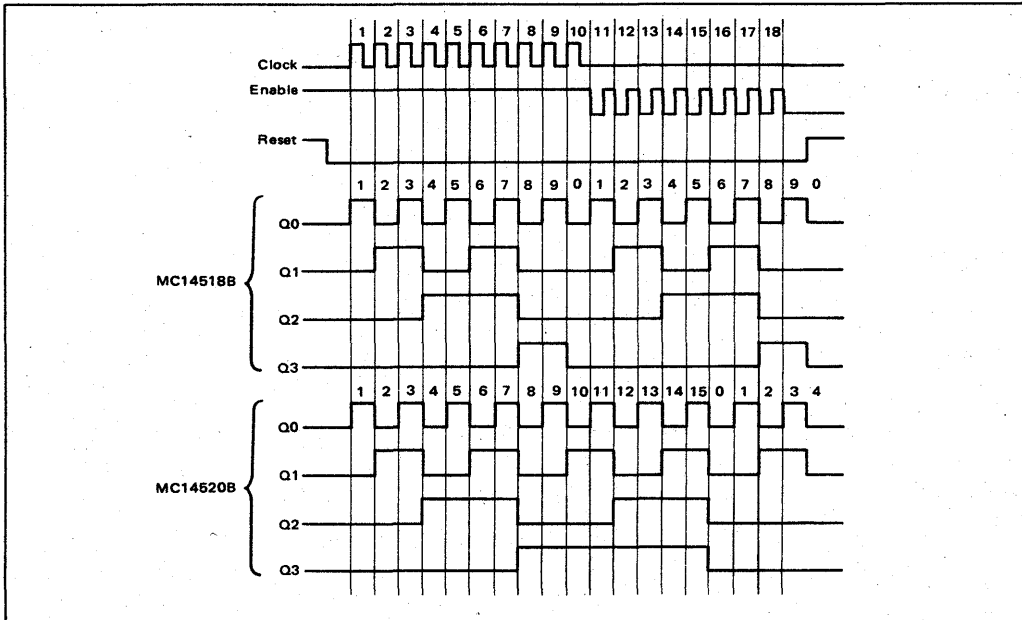 1 2 3 4 5 6 7 8 9 10 11 12 13 14 15 16 17 18
Clock
Enable
Reset
1 2 3 4 5 6 7 8 9 0 1 2 3 4 5 6 7 8 9 0
Q0
Q1
MC14518B
Q2
Q3
1 2 3 4 5 6 7 8 9 10 11 12 13 14 15 0 1 2 3 4
Q0
Q1
MC14520B
Q2
Q3